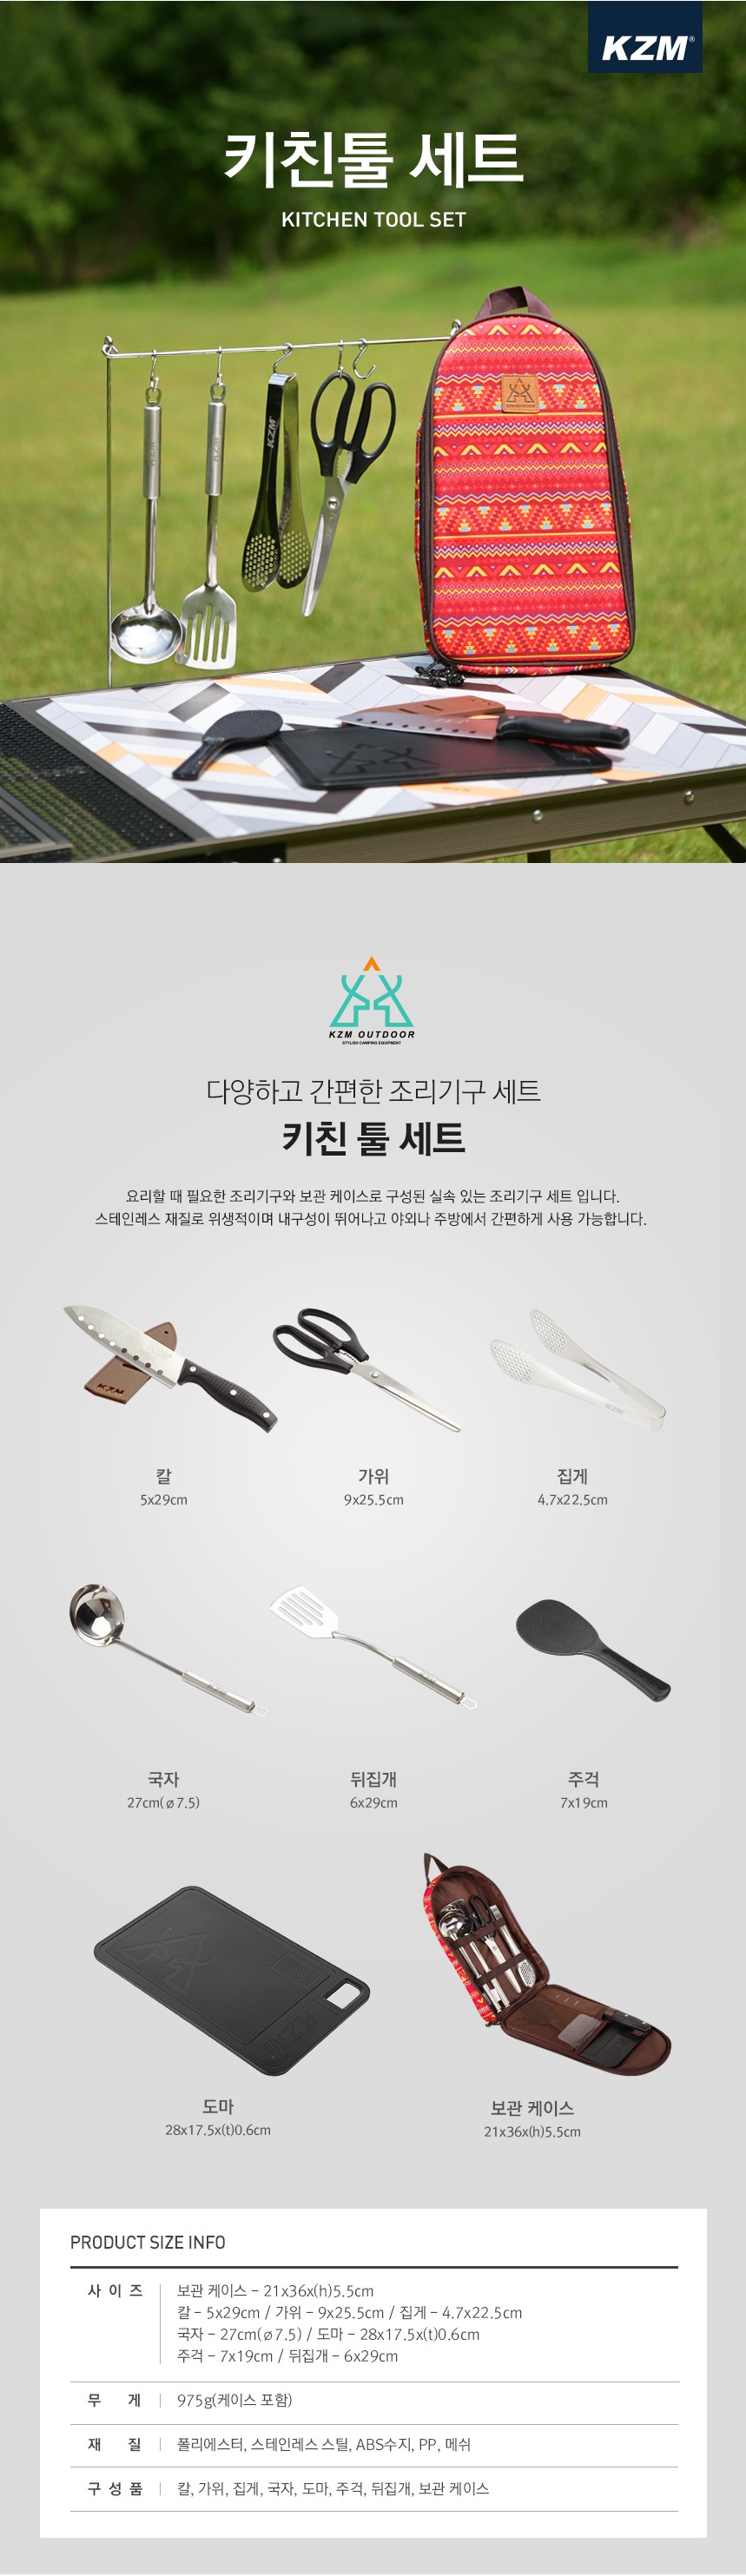 KZM®
키친툴 세트
KITCHEN TOOL SET
KZM
KZM
KZM
KZM OUTDOOR
STYLISH CAMPING EQUIPMENT
다양하고 간편한 조리기구 세트
키친 툴 세트
요리할 때 필요한 조리기구와 보관 케이스로 구성된 실속 있는 조리기구 세트 입니다.
스테인레스 재질로 위생적이며 내구성이 뛰어나고 야외나 주방에서 간편하게 사용 가능합니다.
KZM
KZM
칼
5x29cm
가위
9x25.5cm
집게
4.7x22.5cm
KZM
국자
27cm(ø7.5)
뒤집개
6x29cm
주걱
7x19cm
KZM
도마
28x17.5x(t)0.6cm
보관 케이스
21x36x(h)5.5cm
PRODUCT SIZE INFO
사 이 즈 보관 케이스 - 21x36x(h)5.5cm
칼 - 5x29cm / 가위 - 9x25.5cm / 집게 - 4.7x22.5cm
국자 - 27cm(ø7.5) / 도마 - 28x17.5x(t)0.6cm
주걱 - 7x19cm / 뒤집개 - 6x29cm
무 게 975g(케이스 포함)
재 질 폴리에스터, 스테인레스 스틸, ABS수지, PP, 메쉬
구 성 품 칼, 가위, 집게, 국자, 도마, 주걱, 뒤집개, 보관 케이스